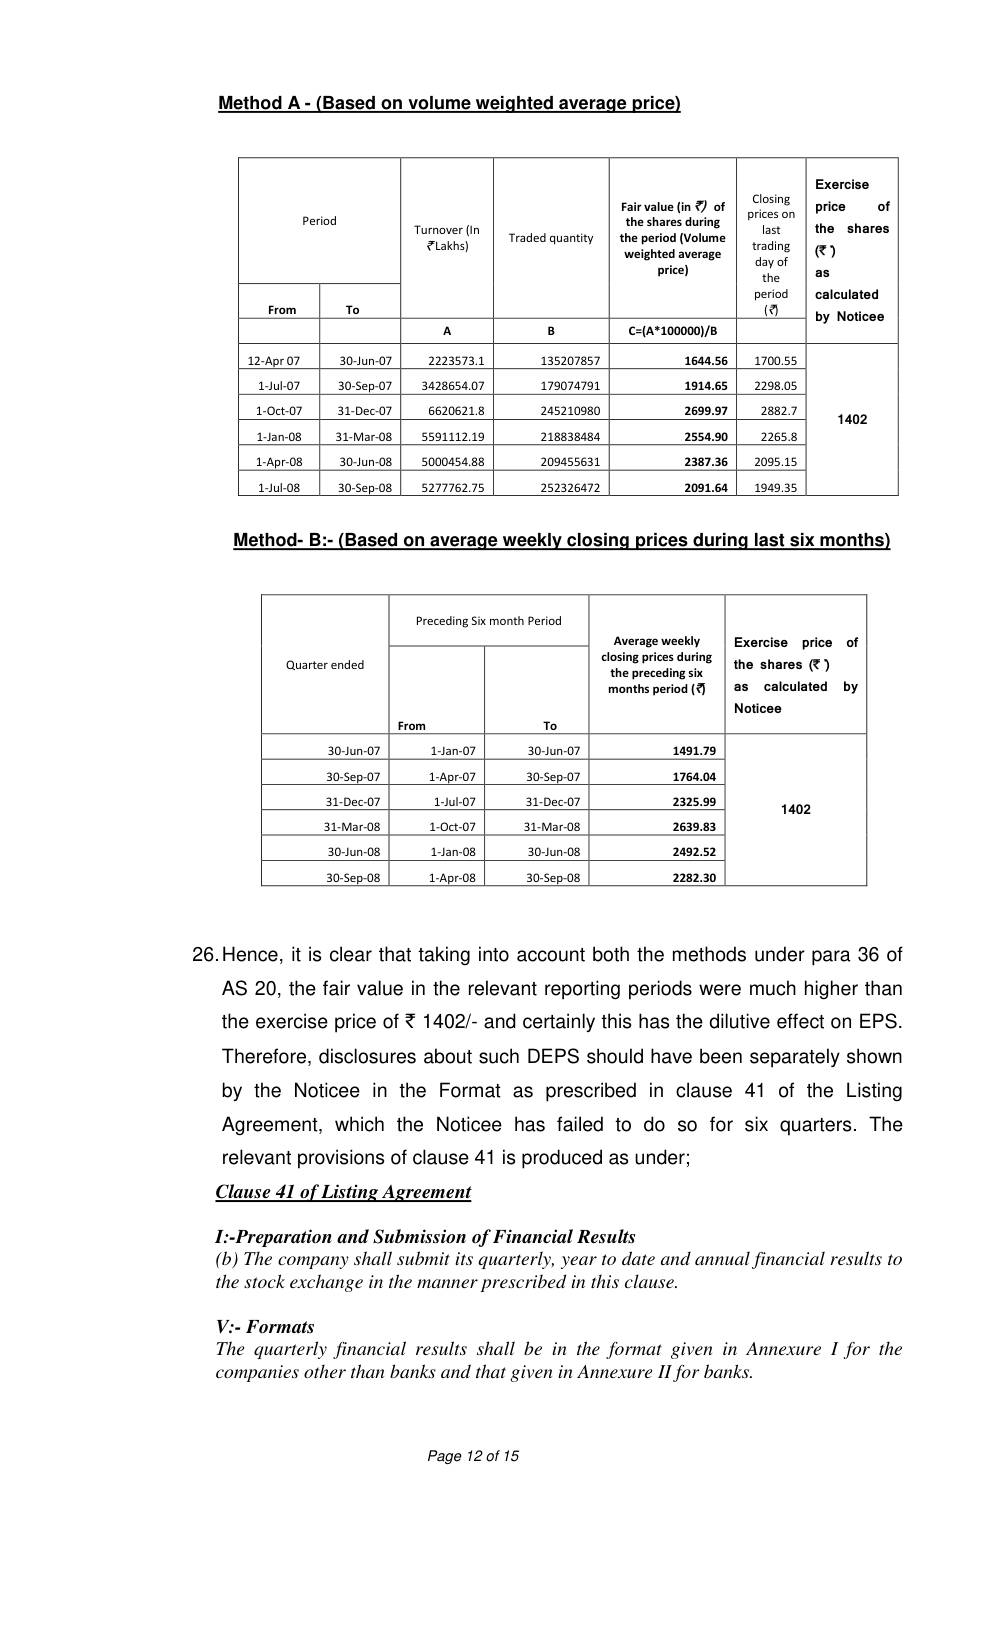 Method A - (Based on volume weighted average price)
Period
Turnover (In
₹Lakhs)
Traded quantity
Fair value (in ₹) of
the shares during
the period (Volume
weighted average
price)
Closing
prices on
last
trading
day of
the
period
(₹)
Exercise
price of
the shares
(₹ )
as
calculated
by Noticee
From To
A B C=(A*100000)/B
12-Apr 07 30-Jun-07 2223573.1 135207857 1644.56 1700.55
1-Jul-07 30-Sep-07 3428654.07 179074791 1914.65 2298.05
1-Oct-07 31-Dec-07 6620621.8 245210980 2699.97 2882.7
1402
1-Jan-08 31-Mar-08 5591112.19 218838484 2554.90 2265.8
1-Apr-08 30-Jun-08 5000454.88 209455631 2387.36 2095.15
1-Jul-08 30-Sep-08 5277762.75 252326472 2091.64 1949.35
Method- B:- (Based on average weekly closing prices during last six months)
Quarter ended
Preceding Six month Period
Average weekly
closing prices during
the preceding six
months period (₹)
Exercise price of
the shares (₹ )
as calculated by
Noticee
From To
30-Jun-07 1-Jan-07 30-Jun-07 1491.79
30-Sep-07 1-Apr-07 30-Sep-07 1764.04
31-Dec-07 1-Jul-07 31-Dec-07 2325.99
1402
31-Mar-08 1-Oct-07 31-Mar-08 2639.83
30-Jun-08 1-Jan-08 30-Jun-08 2492.52
30-Sep-08 1-Apr-08 30-Sep-08 2282.30
26. Hence, it is clear that taking into account both the methods under para 36 of
AS 20, the fair value in the relevant reporting periods were much higher than
the exercise price of ₹ 1402/- and certainly this has the dilutive effect on EPS.
Therefore, disclosures about such DEPS should have been separately shown
by the Noticee in the Format as prescribed in clause 41 of the Listing
Agreement, which the Noticee has failed to do so for six quarters. The
relevant provisions of clause 41 is produced as under;
Clause 41 of Listing Agreement
I:-Preparation and Submission of Financial Results
(b) The company shall submit its quarterly, year to date and annual financial results to
the stock exchange in the manner prescribed in this clause.
V:- Formats
The quarterly financial results shall be in the format given in Annexure I for the
companies other than banks and that given in Annexure II for banks.
Page 12 of 15